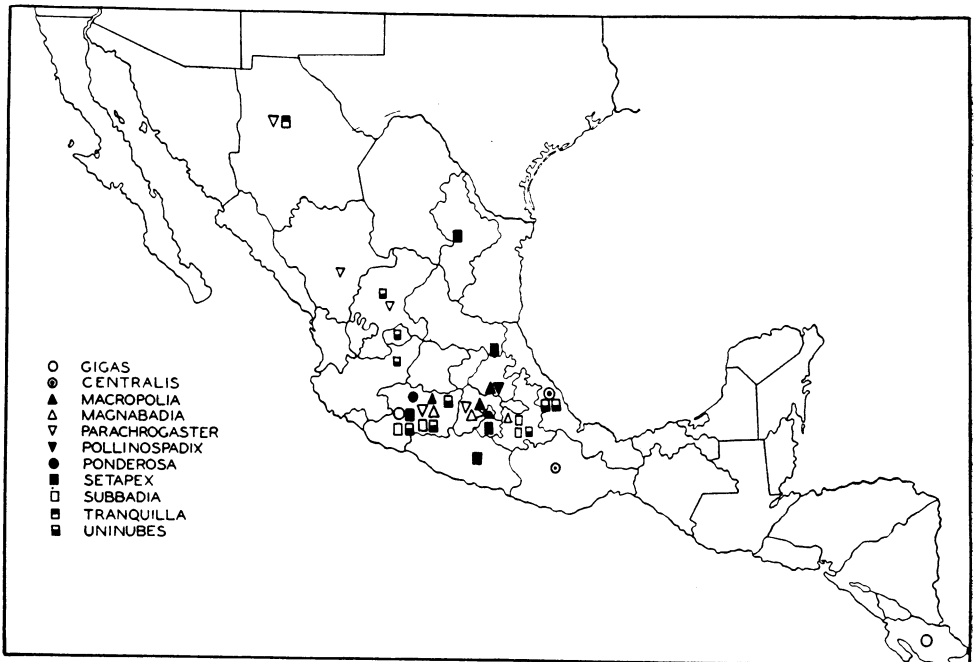 GIGAS
CENTRALIS
MACROPOLIA
MAGNABADIA
PARACHROGASTER
POLLINOSPADIX
PONDEROSA
SETAPEX
SUBBADIA
TRANQUILLA
UNINUBES